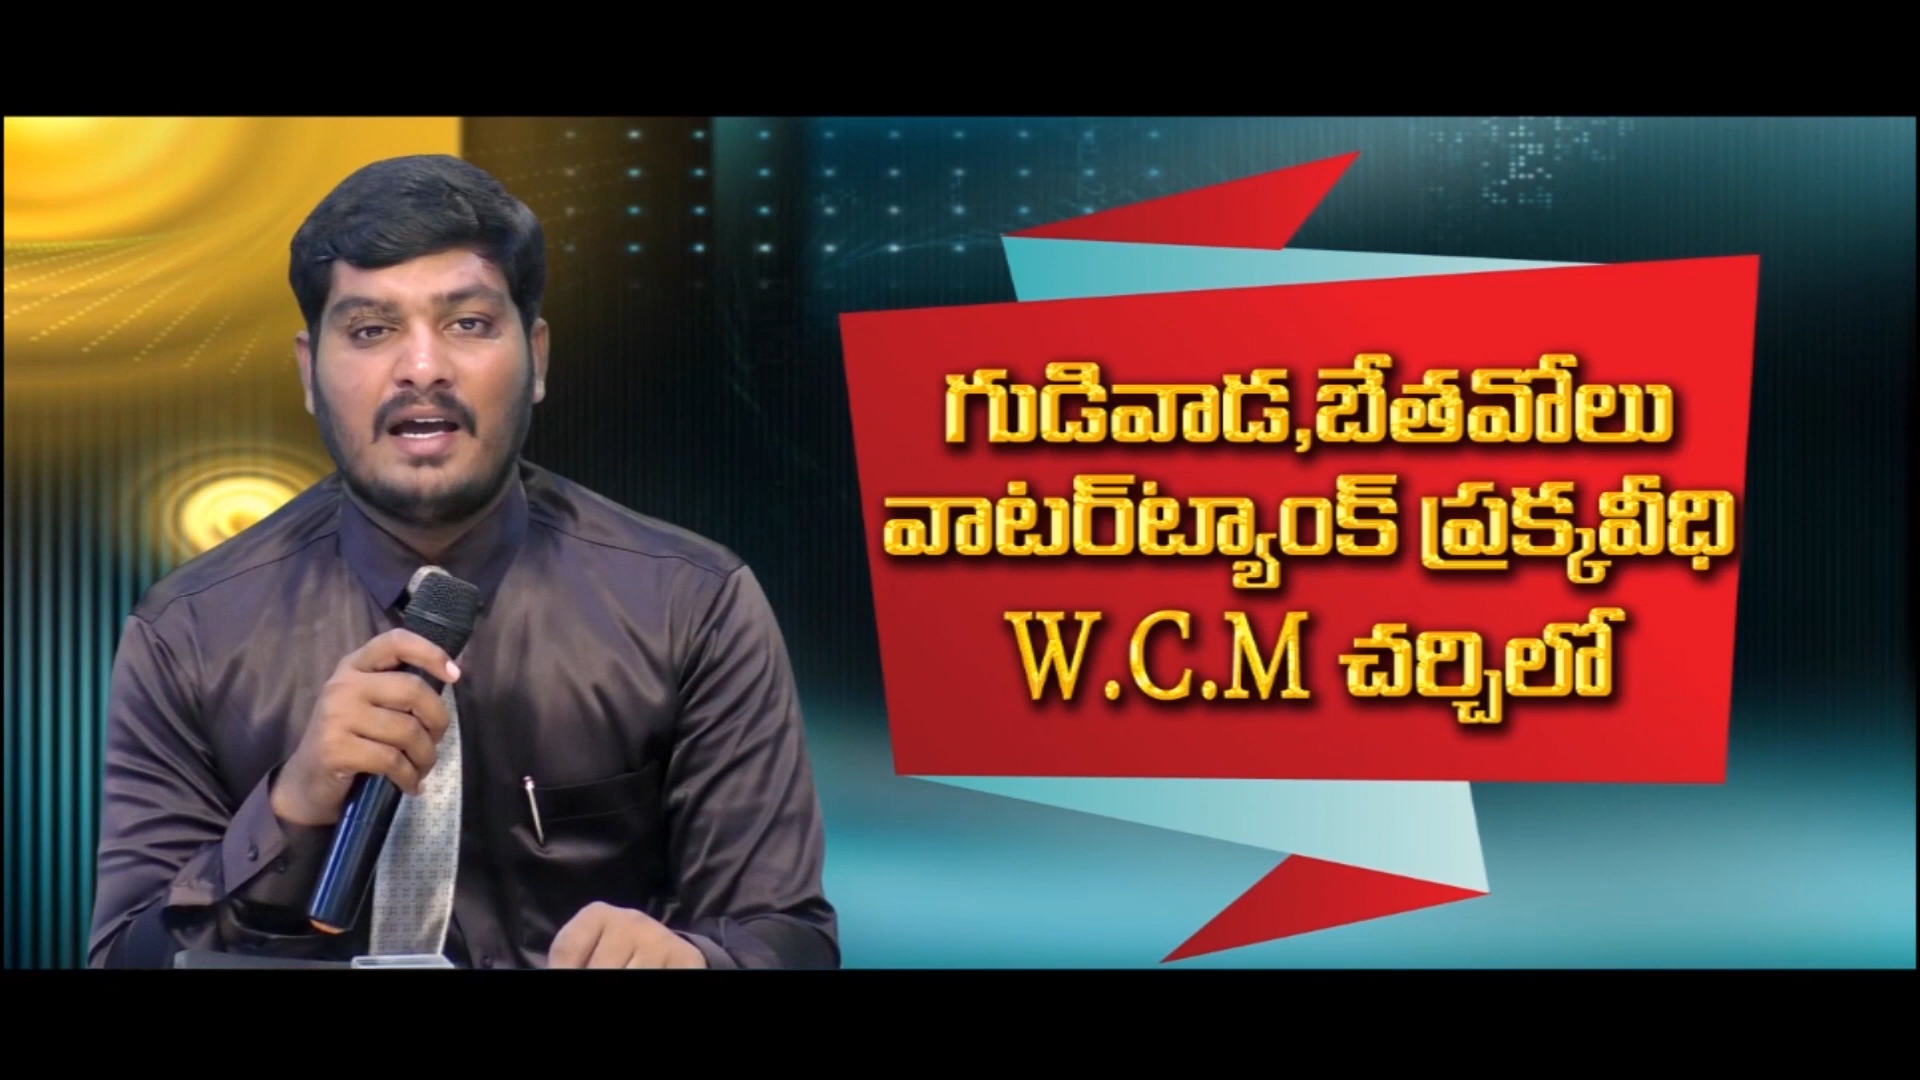 గుడివాడ,బేతవోలు
వాటర్‌ట్యాంక్ ప్రక్కవీధి
W.C.M చర్చిలో